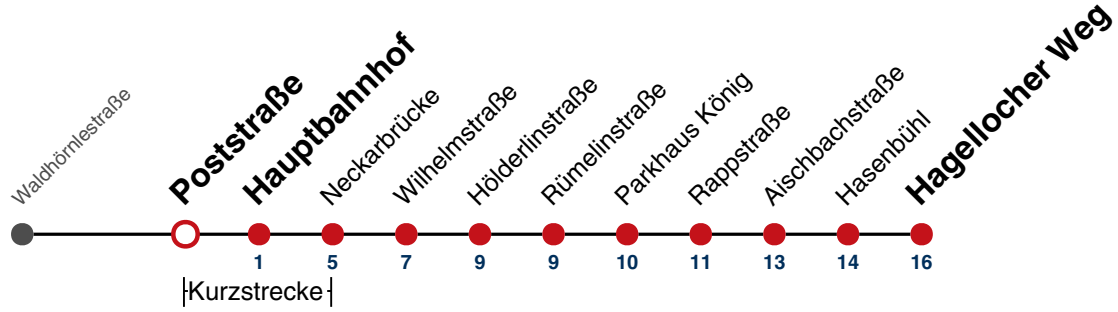 Waldhörnlestraße
Poststraße
Hauptbahnhof
Neckarbrücke
Wilhelmstraße
Hölderlinstraße
Rümelinstraße
Parkhaus König
Rappstraße
Aischbachstraße
Hasenbühl
Hagellocher Weg
1 5 7 9 9 10 11 13 14 16
Kurzstrecke